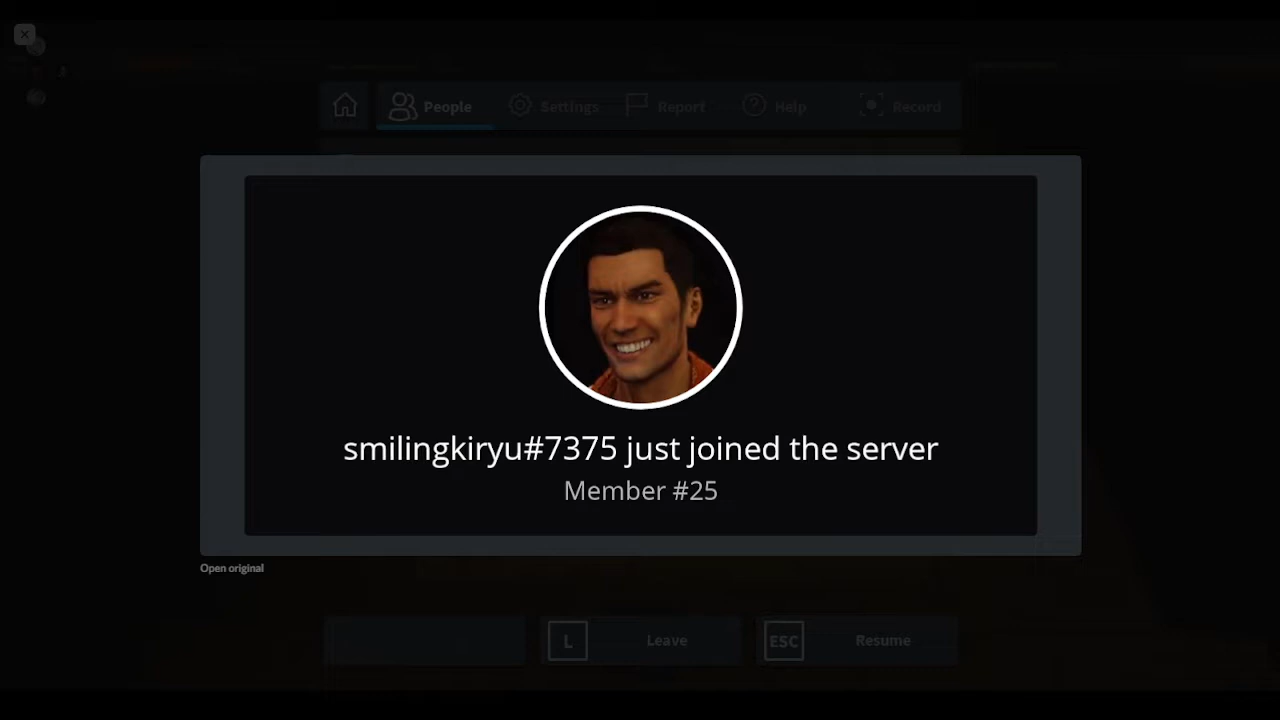 People
Settings
Report
Help
Record
smilingkiryu#7375 just joined the server
Member #25
Open original
L
Leave
ESC
Resume